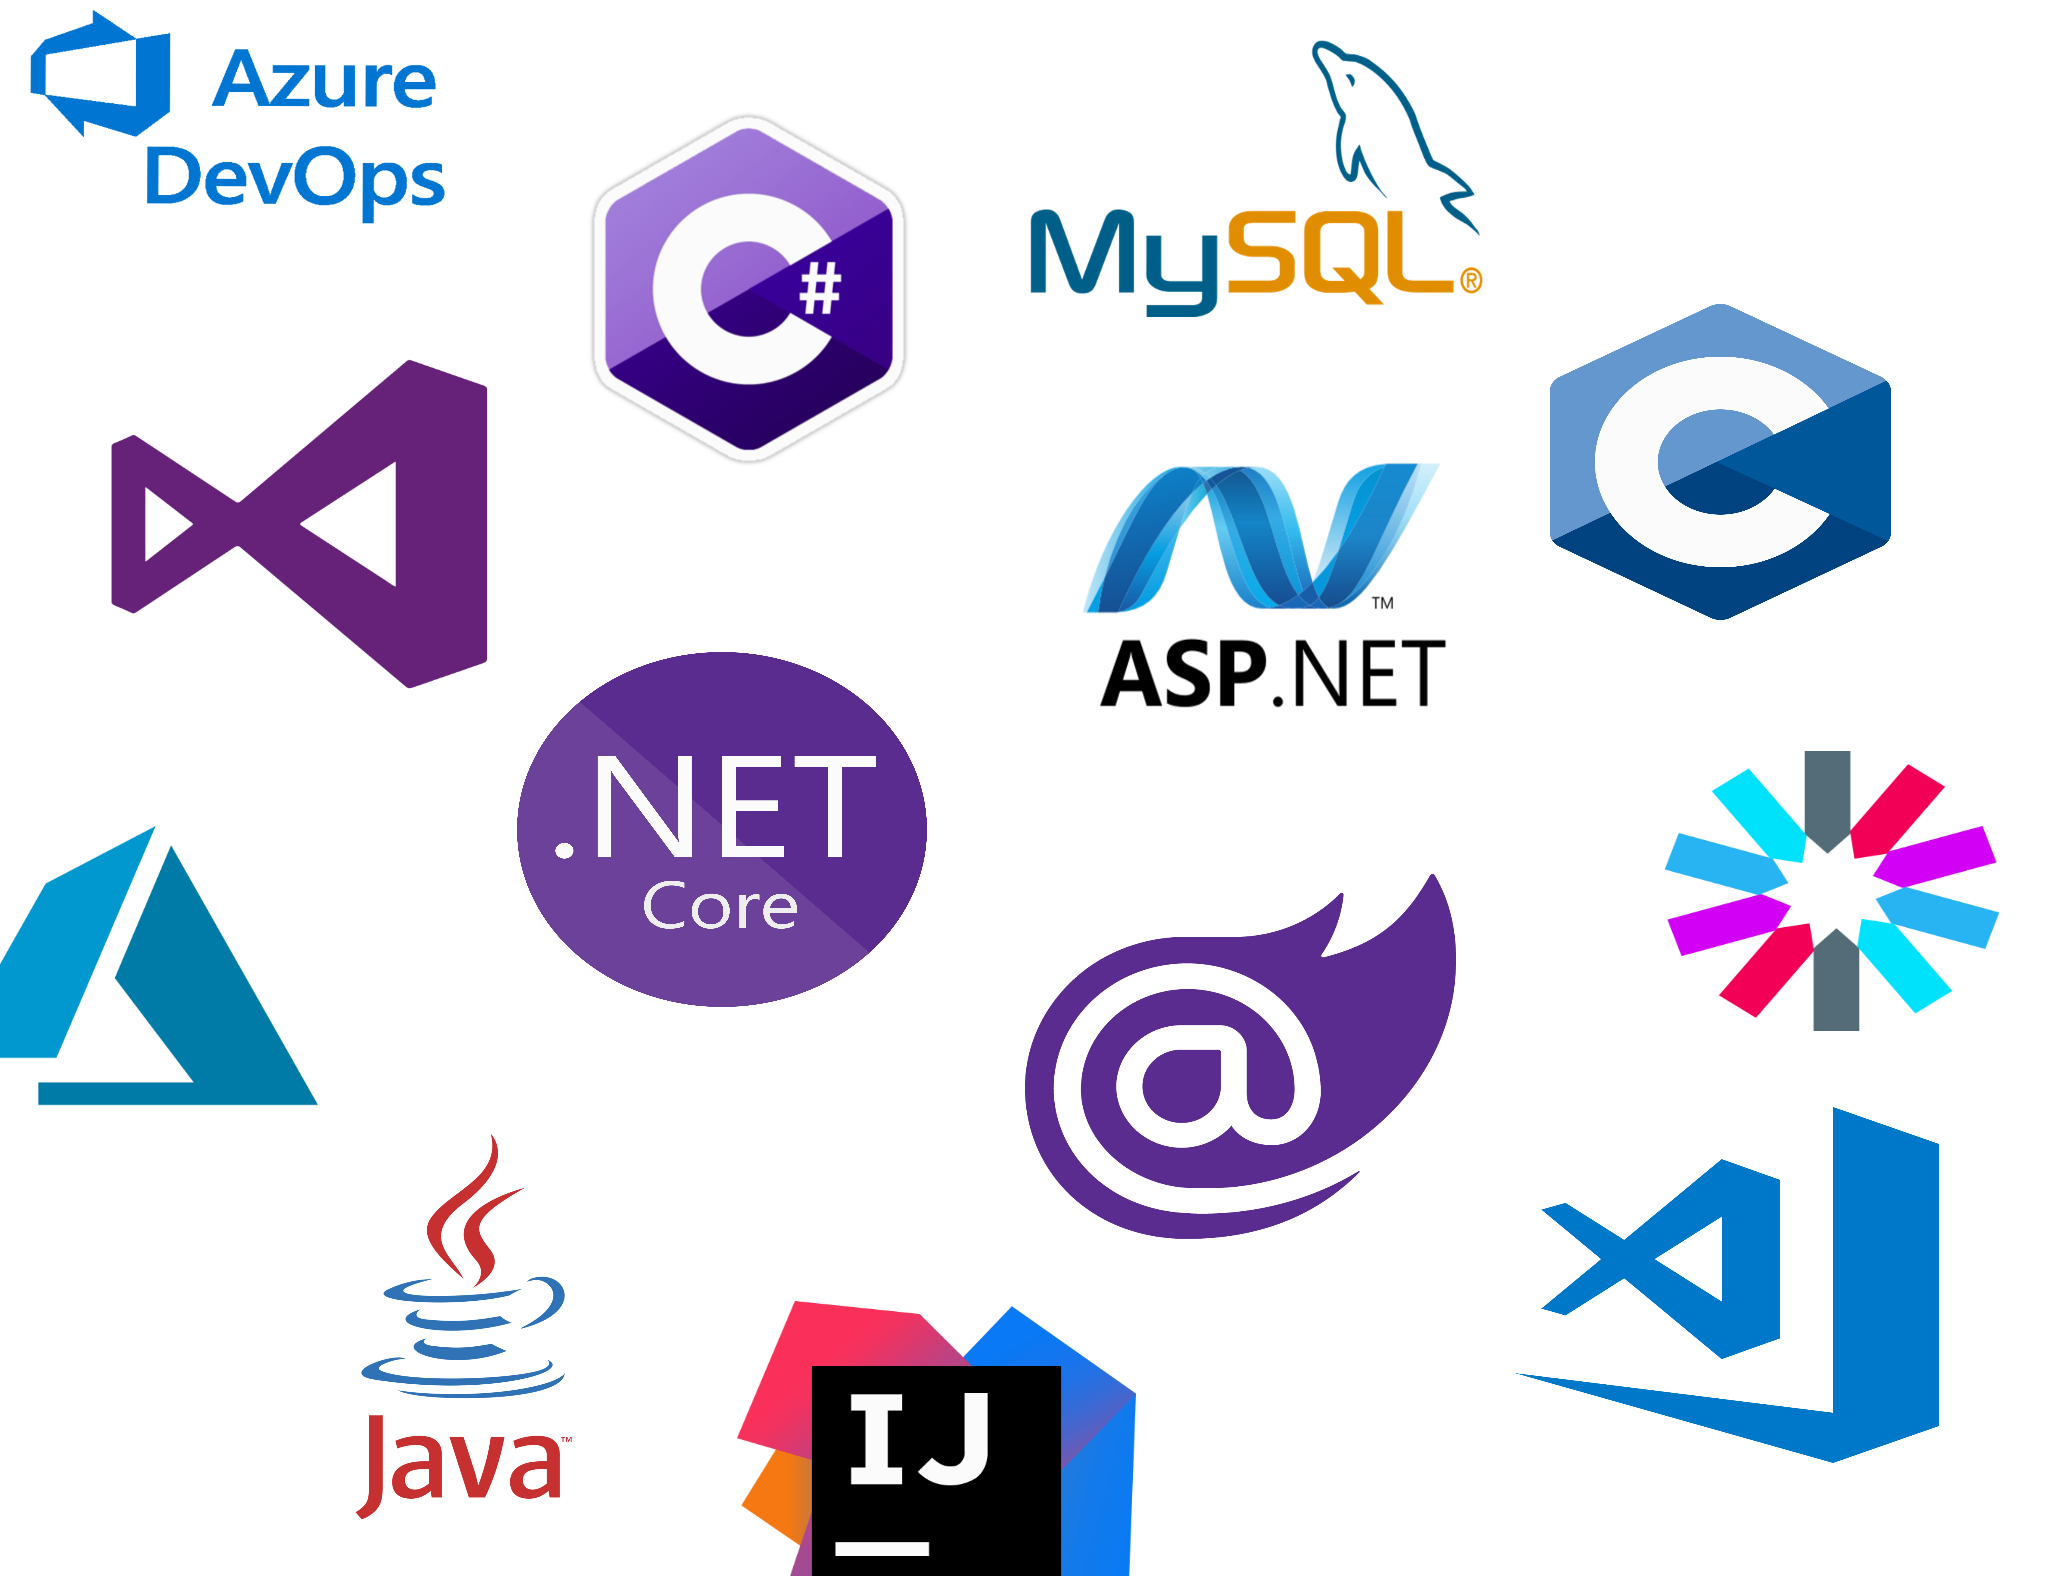 Azure
DevOps
C#
MySQL®
C
TM
ASP.NET
.NET
Core
@
Java™
IJ